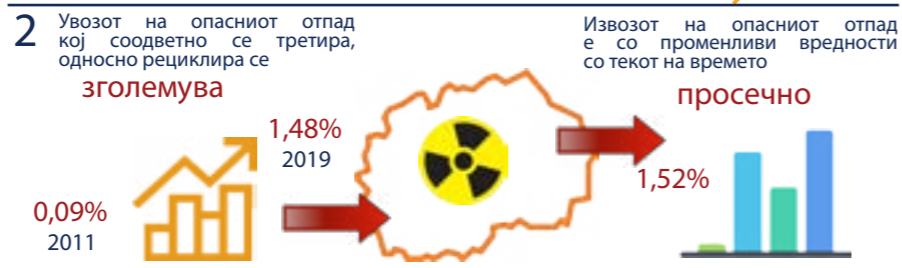 2
Увозот на опасниот отпад
кој соодветно се третира,
односно рециклира се
зголемува
1,48%
2019
0,09%
2011
Извозот на опасниот отпад
е со променливи вредности
со текот на времето
просечно
1,52%